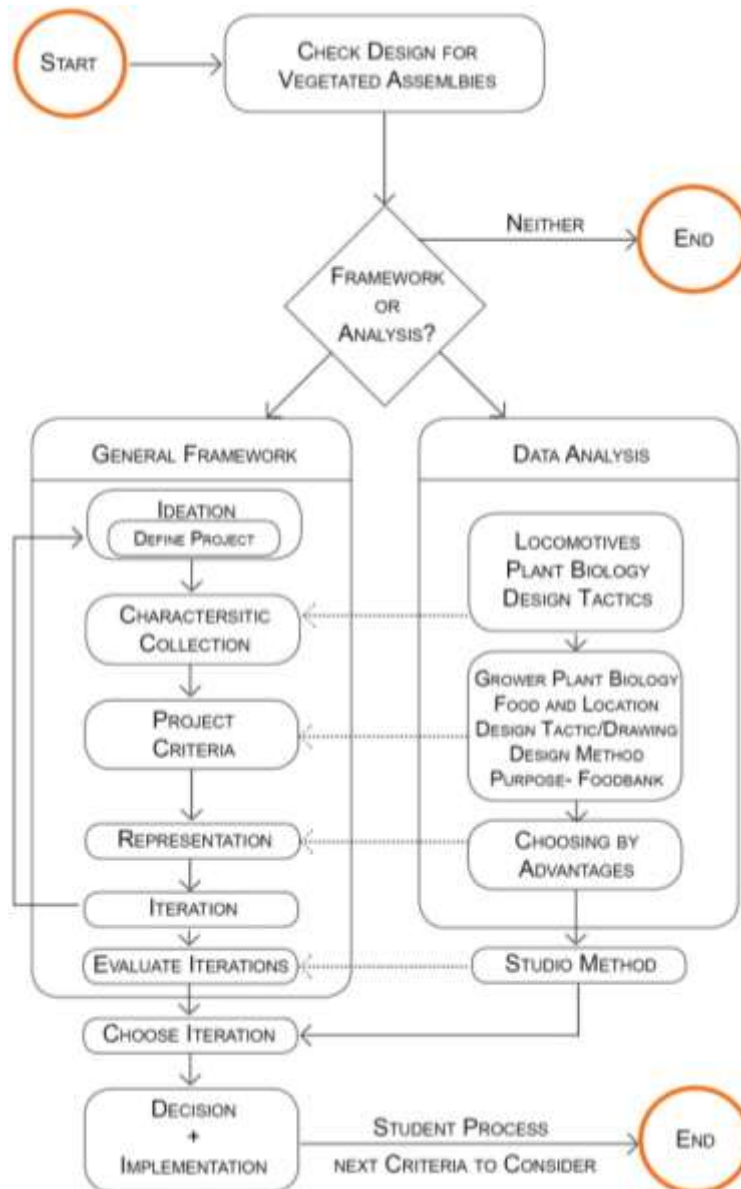 START
CHECK DESIGN FOR
VEGETATED ASSEMLBIES
NEITHER
END
FRAMEWORK
OR
ANALYSIS?
GENERAL FRAMEWORK
IDEATION
DEFINE PROJECT
CHARACTERSITIC
COLLECTION
PROJECT
CRITERIA
REPRESENTATION
ITERATION
EVALUATE ITERATIONS
DATA ANALYSIS
LOCOMOTIVES
PLANT BIOLOGY
DESIGN TACTICS
GROWER PLANT BIOLOGY
FOOD AND LOCATION
DESIGN TACTIC/DRAWING
DESIGN METHOD
PURPOSE- FOODBANK
CHOOSING BY
ADVANTAGES
STUDIO METHOD
CHOOSE ITERATION
DECISION
+
IMPLEMENTATION
STUDENT PROCESS
NEXT CRITERIA TO CONSIDER
END